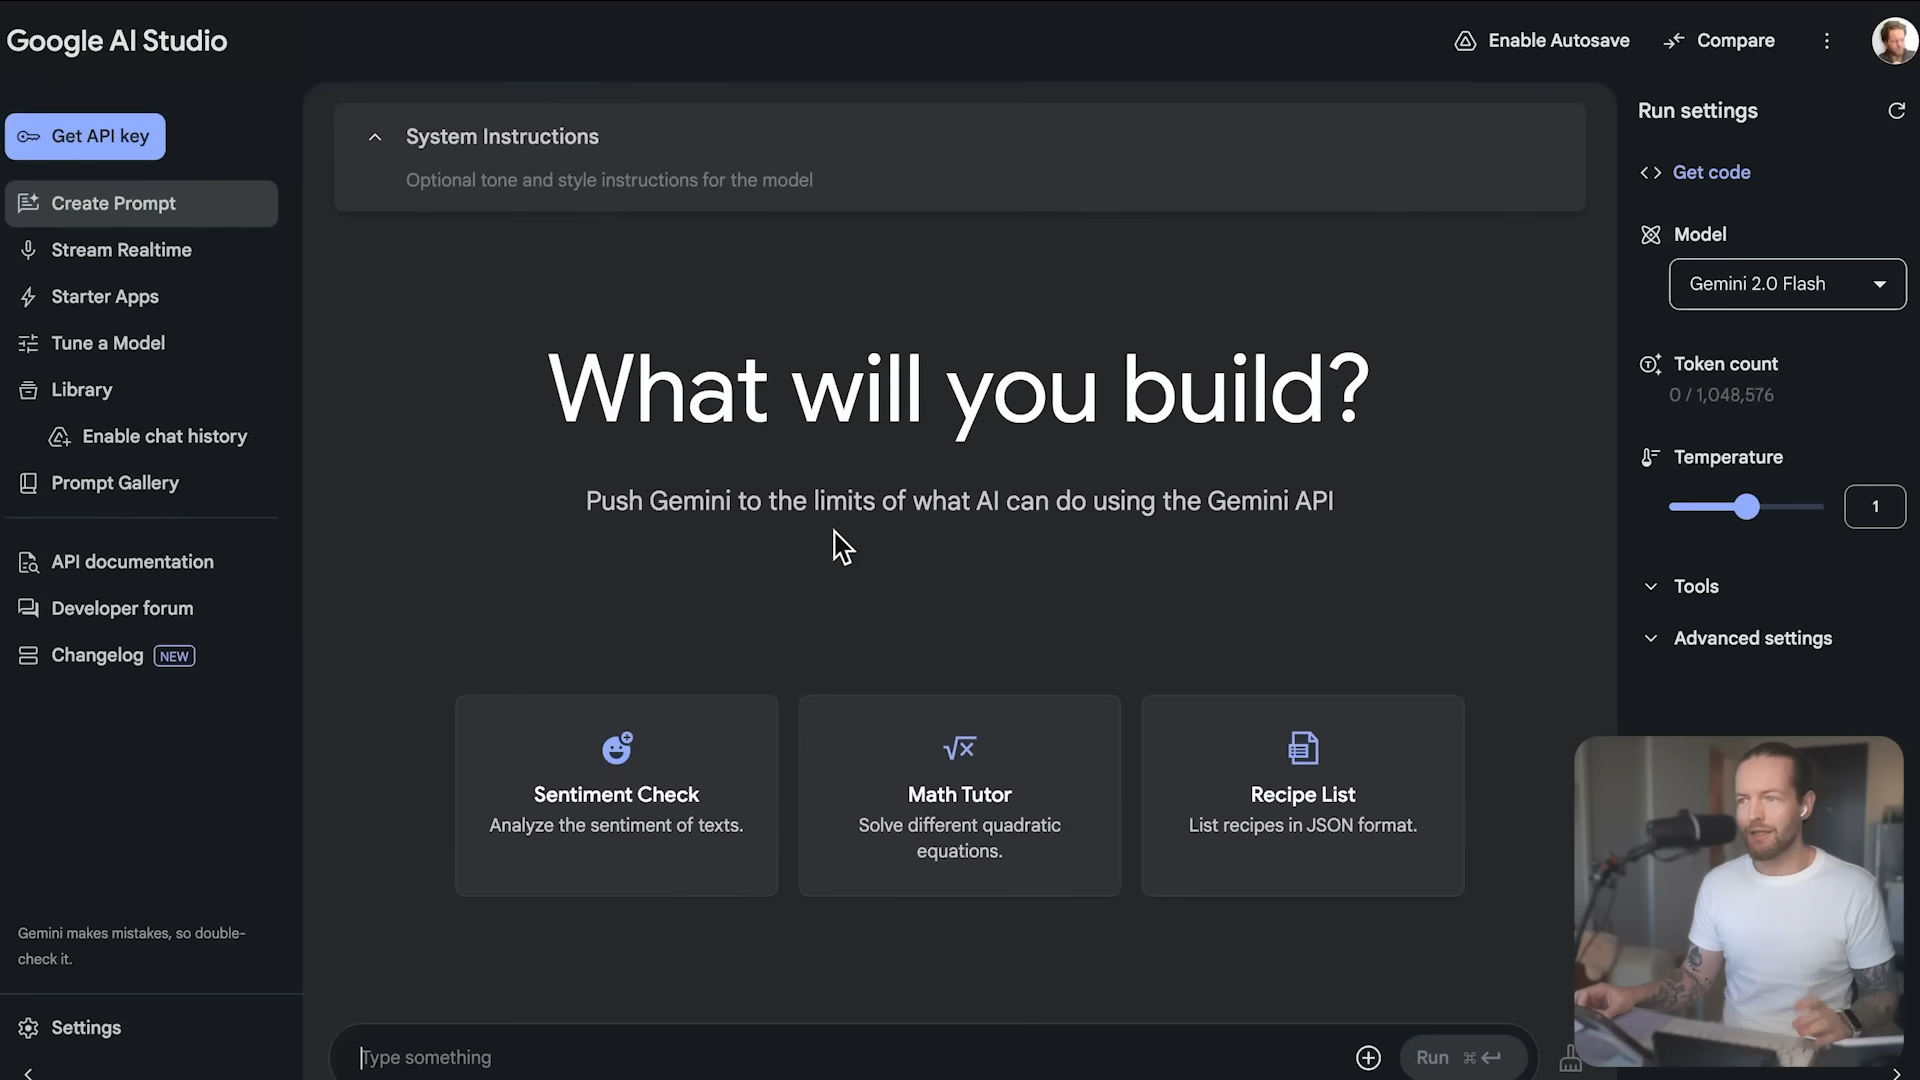 Google AI Studio
Enable Autosave
Compare
Get API key
Create Prompt
Stream Realtime
Starter Apps
Tune a Model
Library
Enable chat history
Prompt Gallery
API documentation
Developer forum
Changelog NEW
Gemini makes mistakes, so double-
check it.
Settings
System Instructions
Optional tone and style instructions for the model
What will you build?
Push Gemini to the limits of what AI can do using the Gemini API
Sentiment Check
Analyze the sentiment of texts.
Math Tutor
Solve different quadratic
equations.
Recipe List
List recipes in JSON format.
Type something
Run ⌘↵
Run settings
Get code
Model
Gemini 2.0 Flash
Token count
0 / 1,048,576
Temperature
1
Tools
Advanced settings